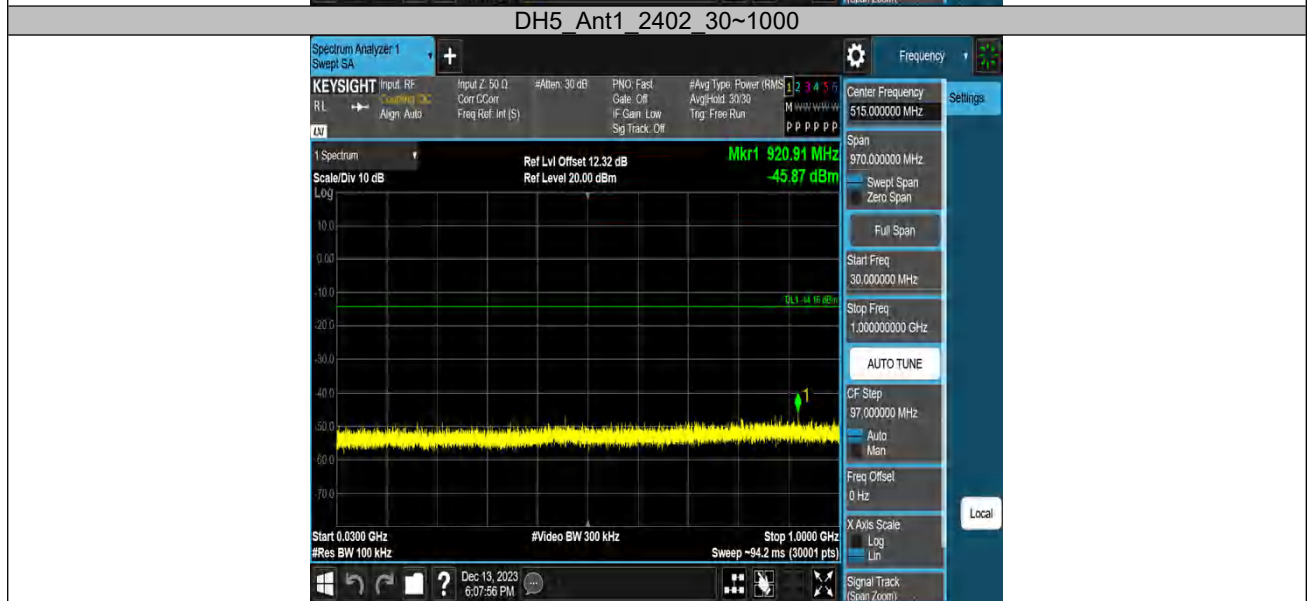 (Span Zoom)
DH5_Ant1_2402_30~1000
Spectrum Analyzer 1
Swept SA
+
Frequency
KEYSIGHT
Input: RF
Coupling: DC
Align: Auto
RL
LXI
Input Z: 50 Ω
Corr CCorr
Freq Ref: Int (S)
#Atten: 30 dB
PNO: Fast
Gate: Off
IF Gain: Low
Sig Track: Off
#Avg Type: Power (RMS
Avg|Hold: 30/30
Trig: Free Run
1 2 3 4 5 6
M W W W W W
P P P P P P
1 Spectrum
Scale/Div 10 dB
Log
Ref Lvl Offset 12.32 dB
Ref Level 20.00 dBm
Mkr1 920.91 MHz
-45.87 dBm
10.0
0.00
-10.0
-20.0
-30.0
-40.0
-50.0
-60.0
-70.0
1
Start 0.0300 GHz
#Res BW 100 kHz
#Video BW 300 kHz
Stop 1.0000 GHz
Sweep ~94.2 ms (30001 pts)
?
Dec 13, 2023
6:07:56 PM
Center Frequency
515.000000 MHz
Settings
Span
970.000000 MHz
Swept Span
Zero Span
Full Span
Start Freq
30.000000 MHz
Stop Freq
1.000000000 GHz
AUTO TUNE
CF Step
97.000000 MHz
Auto
Man
Freq Offset
0 Hz
X Axis Scale
Log
Lin
Local
Signal Track
(Span Zoom)